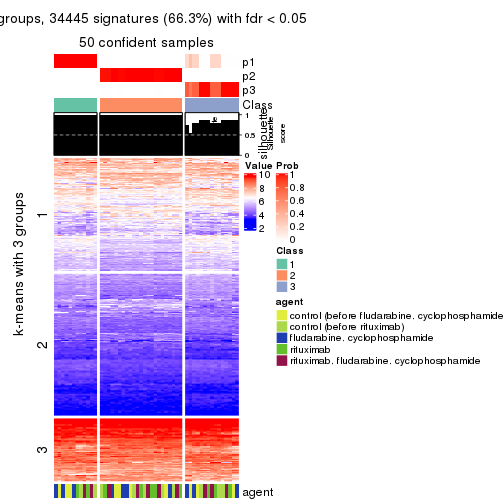 groups, 34445 signatures (66.3%) with fdr < 0.05
50 confident samples
p1
p2
p3
Class
1
0.5
0
silhouette
Silhouette
score
k-means with 3 groups
1
2
3
agent
Value
10
8
6
4
2
Prob
1
0.8
0.6
0.4
0.2
0
Class
1
2
3
agent
control (before fludarabine. cyclophosphamide
control (before rituximab)
fludarabine. cyclophosphamide
rituximab
rituximab. fludarabine. cyclophosphamide